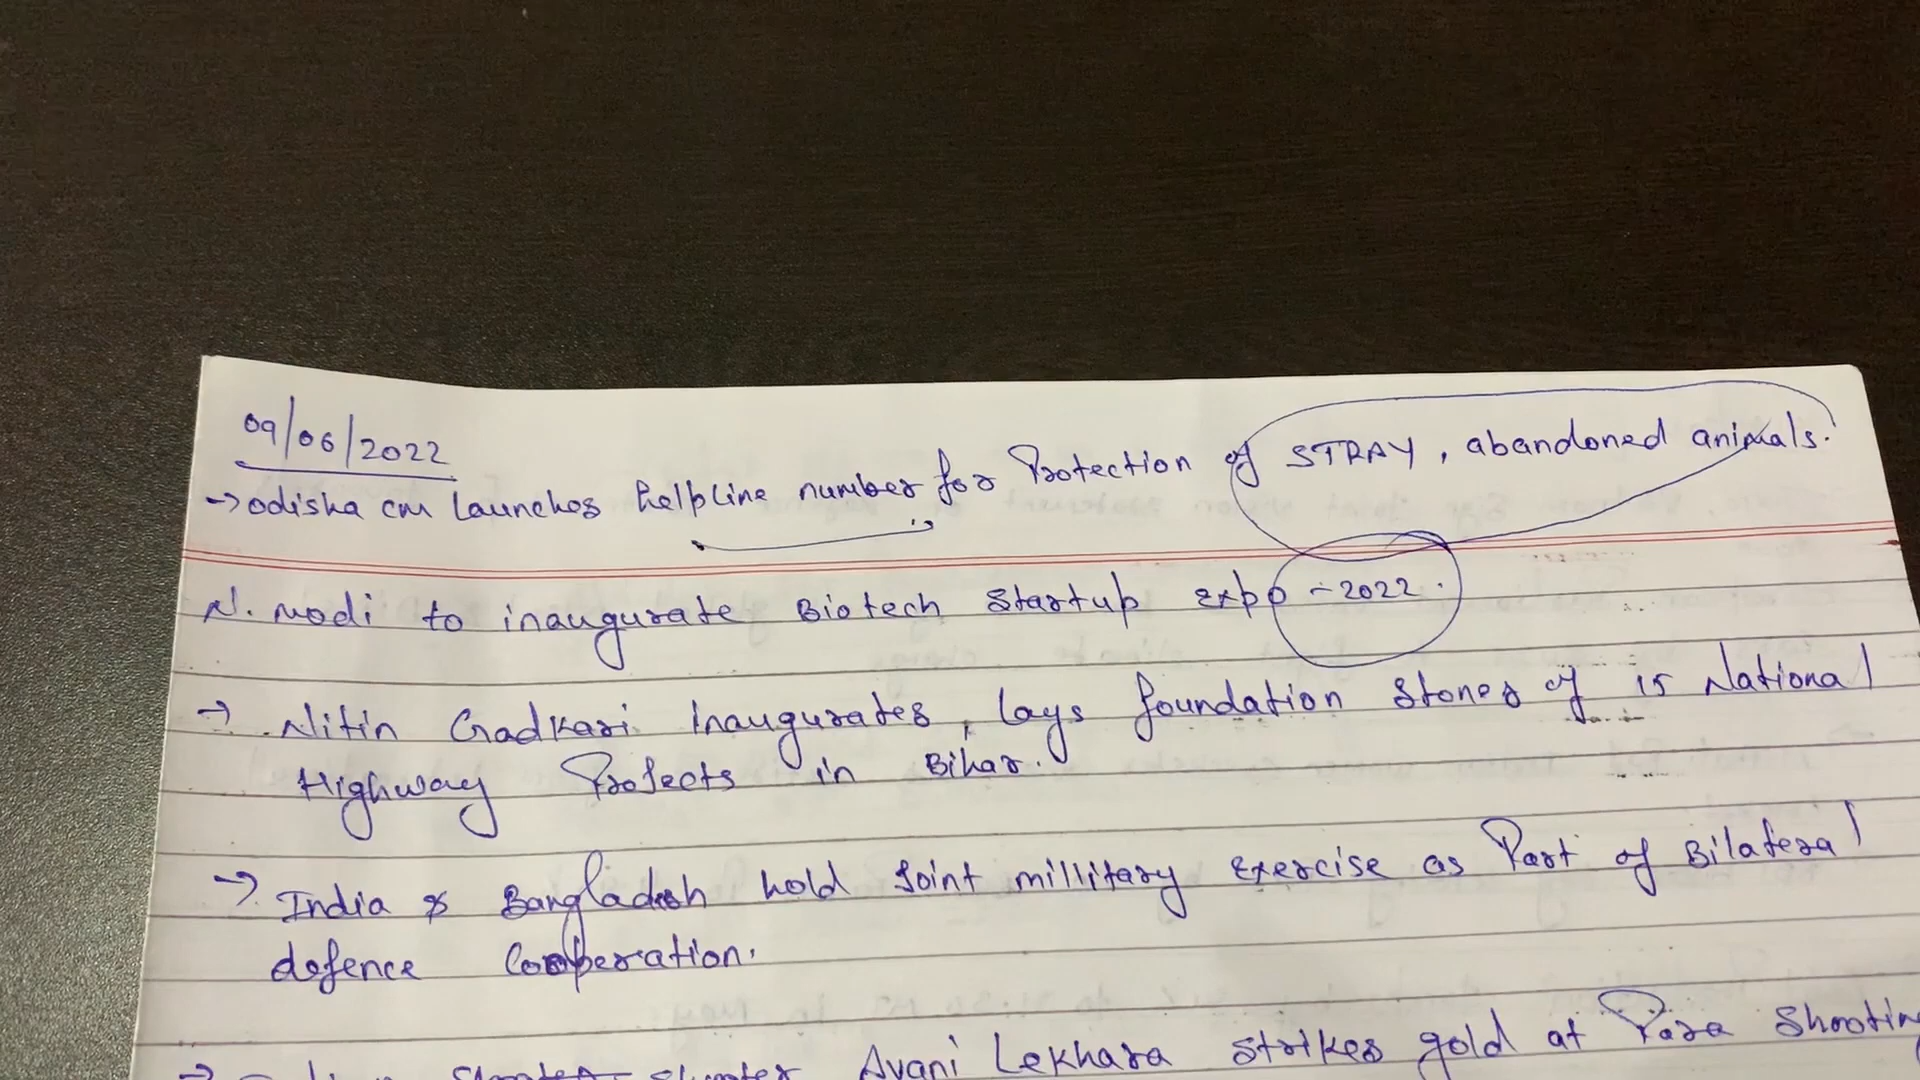 09/06/2022
→ odisha cm launches helpline number for Protection of STRAY, abandoned animals.
N. modi to inaugurate Biotech Startup expo - 2022.
→ Nitin Gadkari inaugurates, lays foundation Stones of 15 National
Highway Projects in Bihar.
→ India & Bangladesh hold Joint millitary Exercise as Part of Bilateral
defence Cooperation.
→ Avani Lekhara strikes gold at Para Shooting